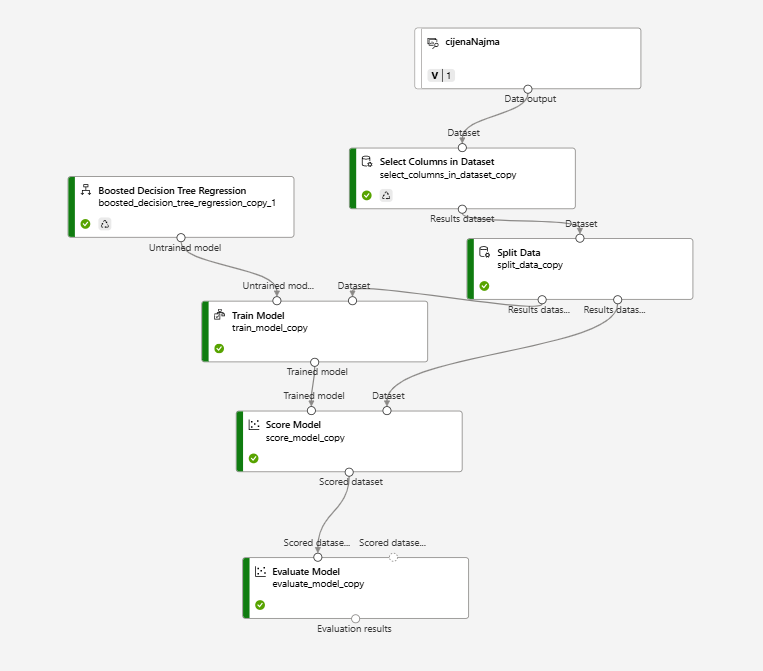 cijenaNajma
V | 1
Data output
Dataset
Select Columns in Dataset
select_columns_in_dataset_copy
Results dataset
Boosted Decision Tree Regression
boosted_decision_tree_regression_copy_1
Untrained model
Dataset
Split Data
split_data_copy
Results datas...
Results datas...
Untrained mod...
Dataset
Train Model
train_model_copy
Trained model
Trained model
Dataset
Score Model
score_model_copy
Scored dataset
Scored datase...
Scored datase...
Evaluate Model
evaluate_model_copy
Evaluation results